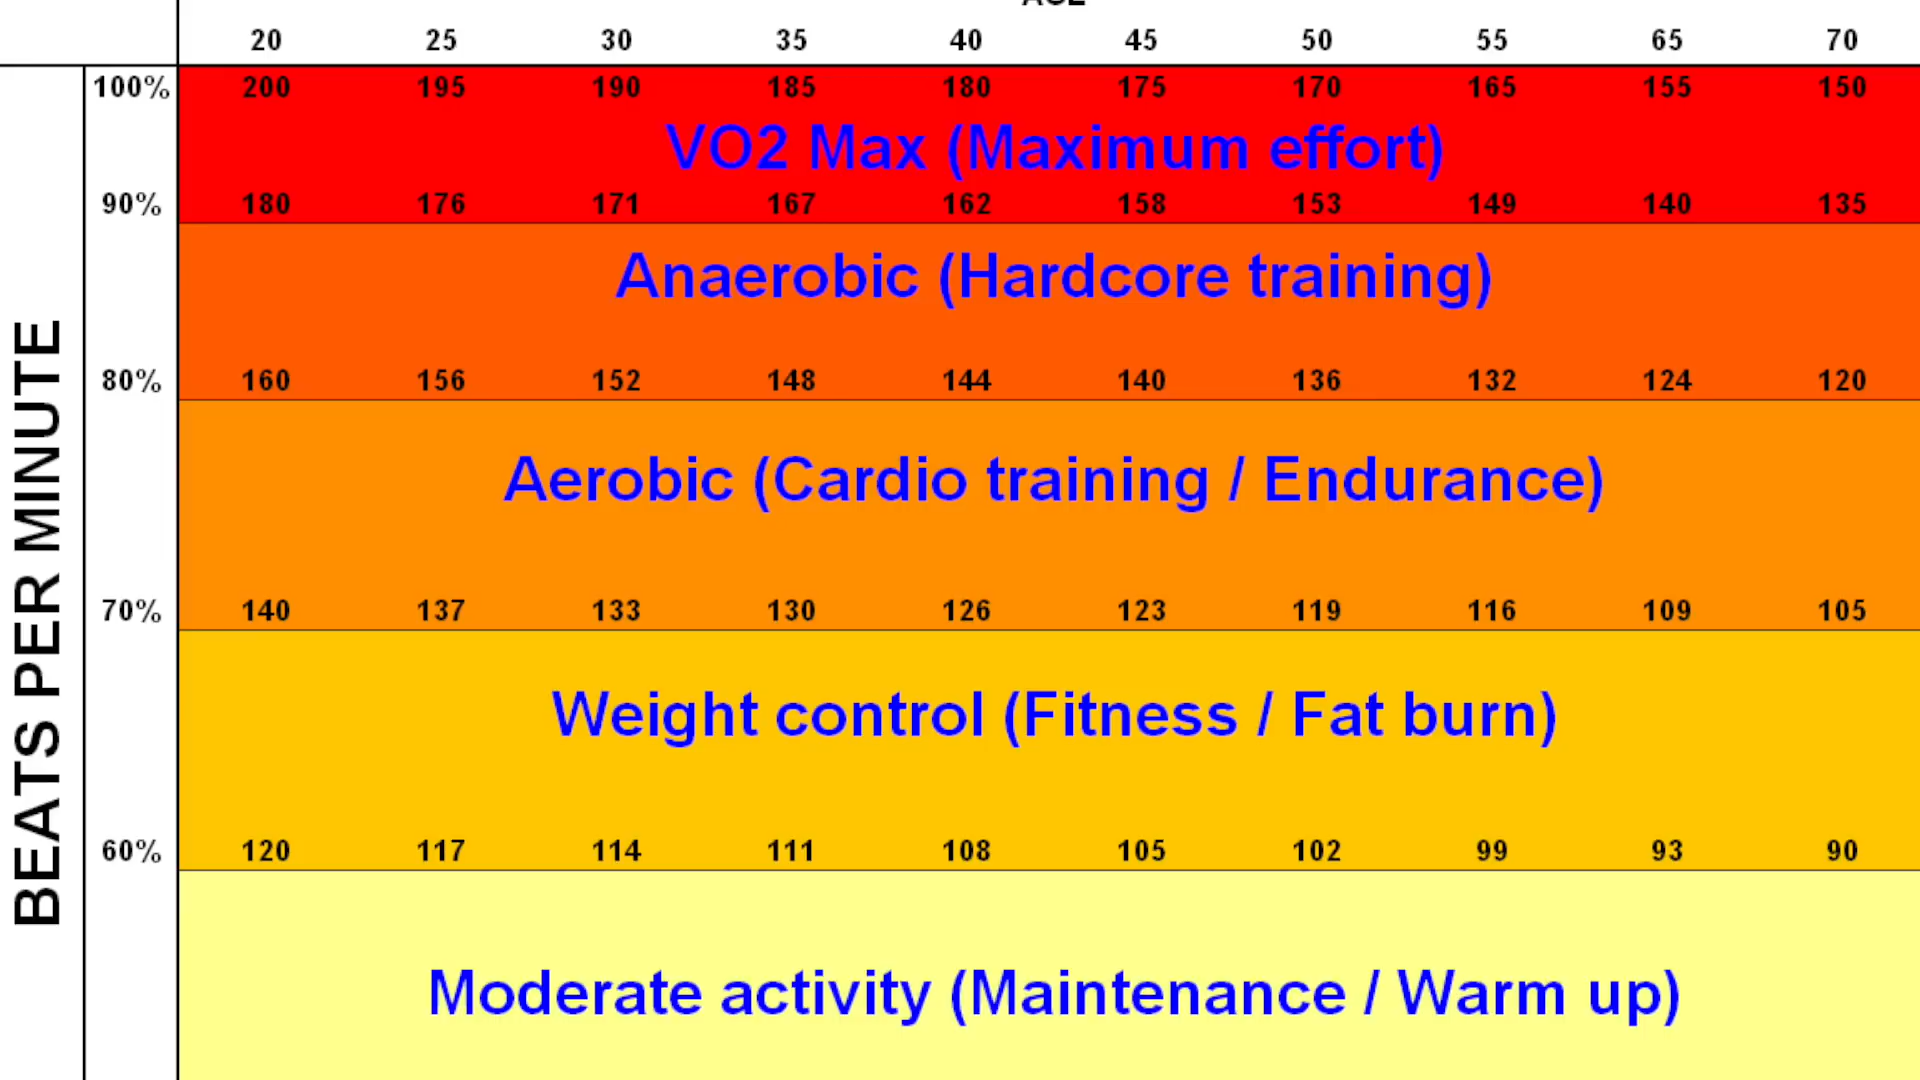 AGE
20 25 30 35 40 45 50 55 65 70
100% 200 195 190 185 180 175 170 165 155 150
VO2 Max (Maximum effort)
90% 180 176 171 167 162 158 153 149 140 135
Anaerobic (Hardcore training)
80% 160 156 152 148 144 140 136 132 124 120
Aerobic (Cardio training / Endurance)
70% 140 137 133 130 126 123 119 116 109 105
Weight control (Fitness / Fat burn)
60% 120 117 114 111 108 105 102 99 93 90
Moderate activity (Maintenance / Warm up)
BEATS PER MINUTE